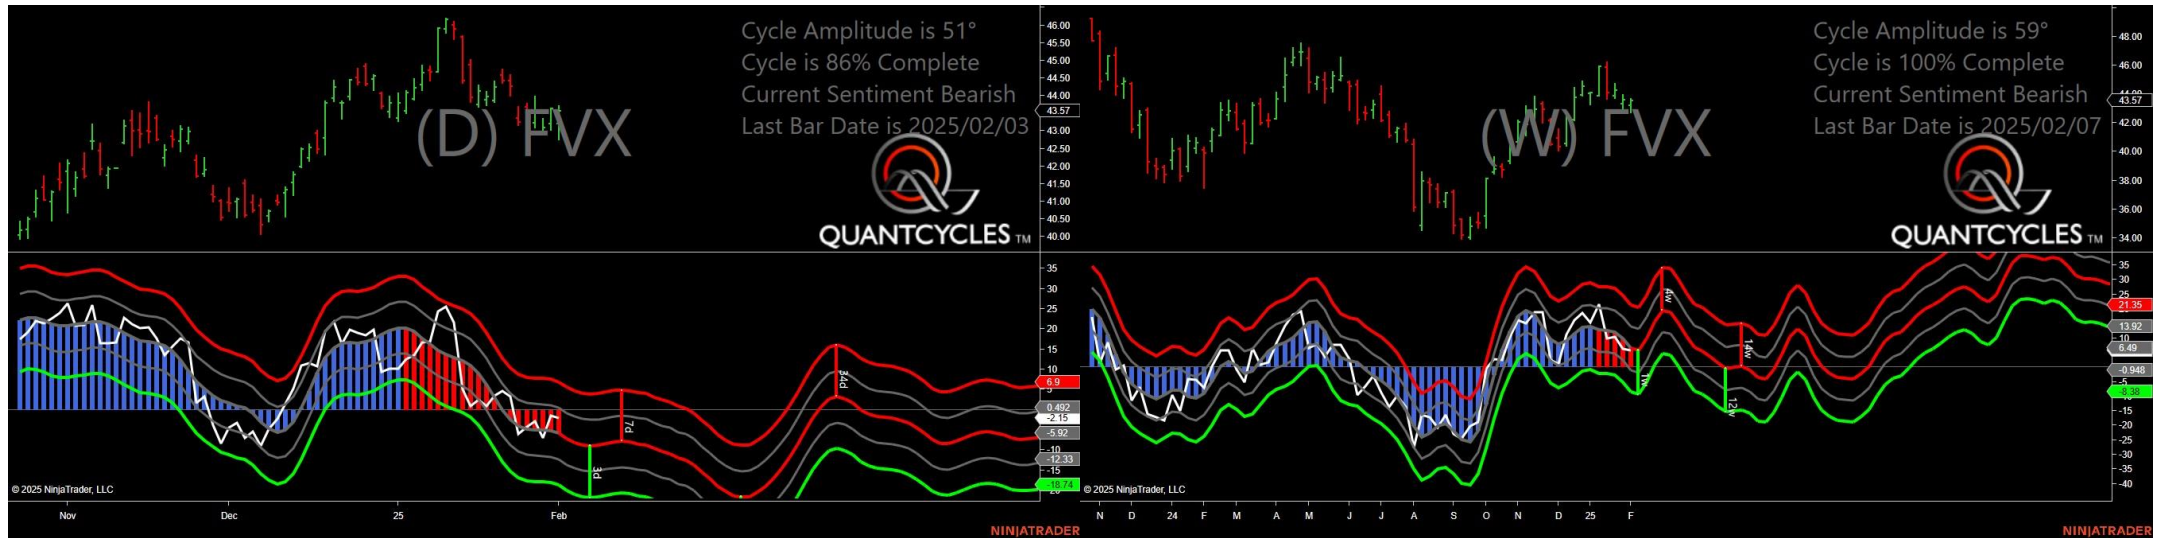 Cycle Amplitude is 51°
Cycle is 86% Complete
Current Sentiment Bearish
Last Bar Date is 2025/02/03
(D) FVX
QUANTCYCLES TM
46.00
45.50
45.00
44.50
44.00
43.57
43.00
42.50
42.00
41.50
41.00
40.50
40.00
35
30
25
20
15
10
6.9
0.492
-2.15
-5.92
-10
-12.33
-15
-18.74
7d
3d
34d
© 2025 NinjaTrader, LLC
Nov Dec 25 Feb
NINJATRADER
Cycle Amplitude is 59°
Cycle is 100% Complete
Current Sentiment Bearish
Last Bar Date is 2025/02/07
(W) FVX
QUANTCYCLES TM
48.00
46.00
44.00
43.57
42.00
40.00
38.00
36.00
34.00
35
30
25
21.35
13.92
10
6.49
-0.948
-5
-8.38
-15
-20
-25
-30
-35
-40
4w
14w
1w
12w
© 2025 NinjaTrader, LLC
N D 24 F M A M J J A S O N D 25 F
NINJATRADER